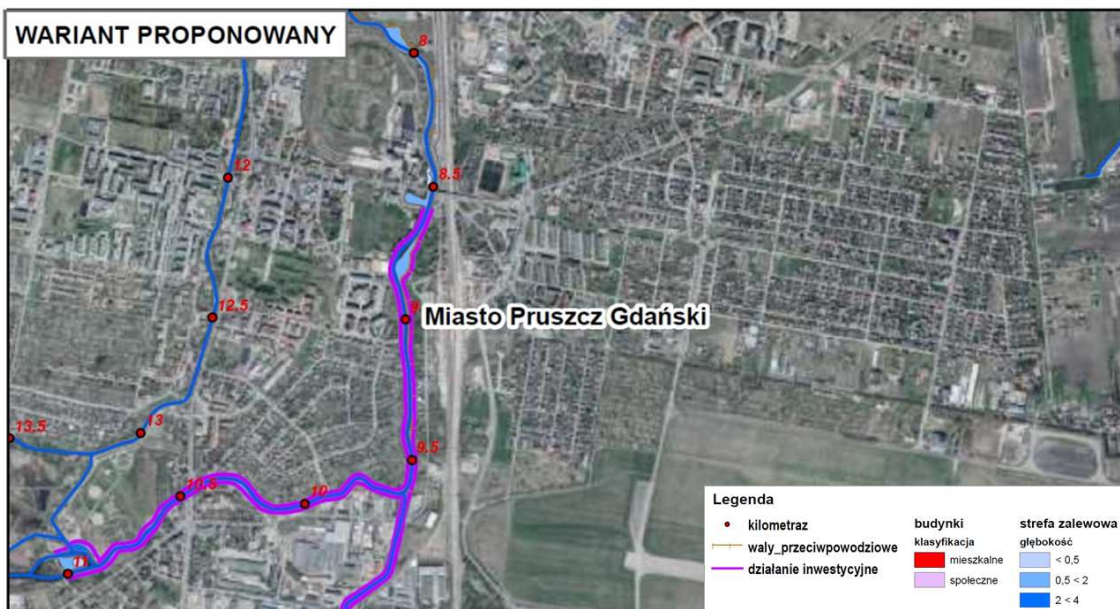 WARIANT PROPONOWANY
8
12
8.5
12.5
9
Miasto Pruszcz Gdański
13
13.5
9.5
10.5
10
11
Legenda
kilometraz
waly_przeciwpowodziowe
działanie inwestycyjne
budynki
klasyfikacja
mieszkalne
społeczne
strefa zalewowa
głębokość
< 0,5
0,5 < 2
2 < 4